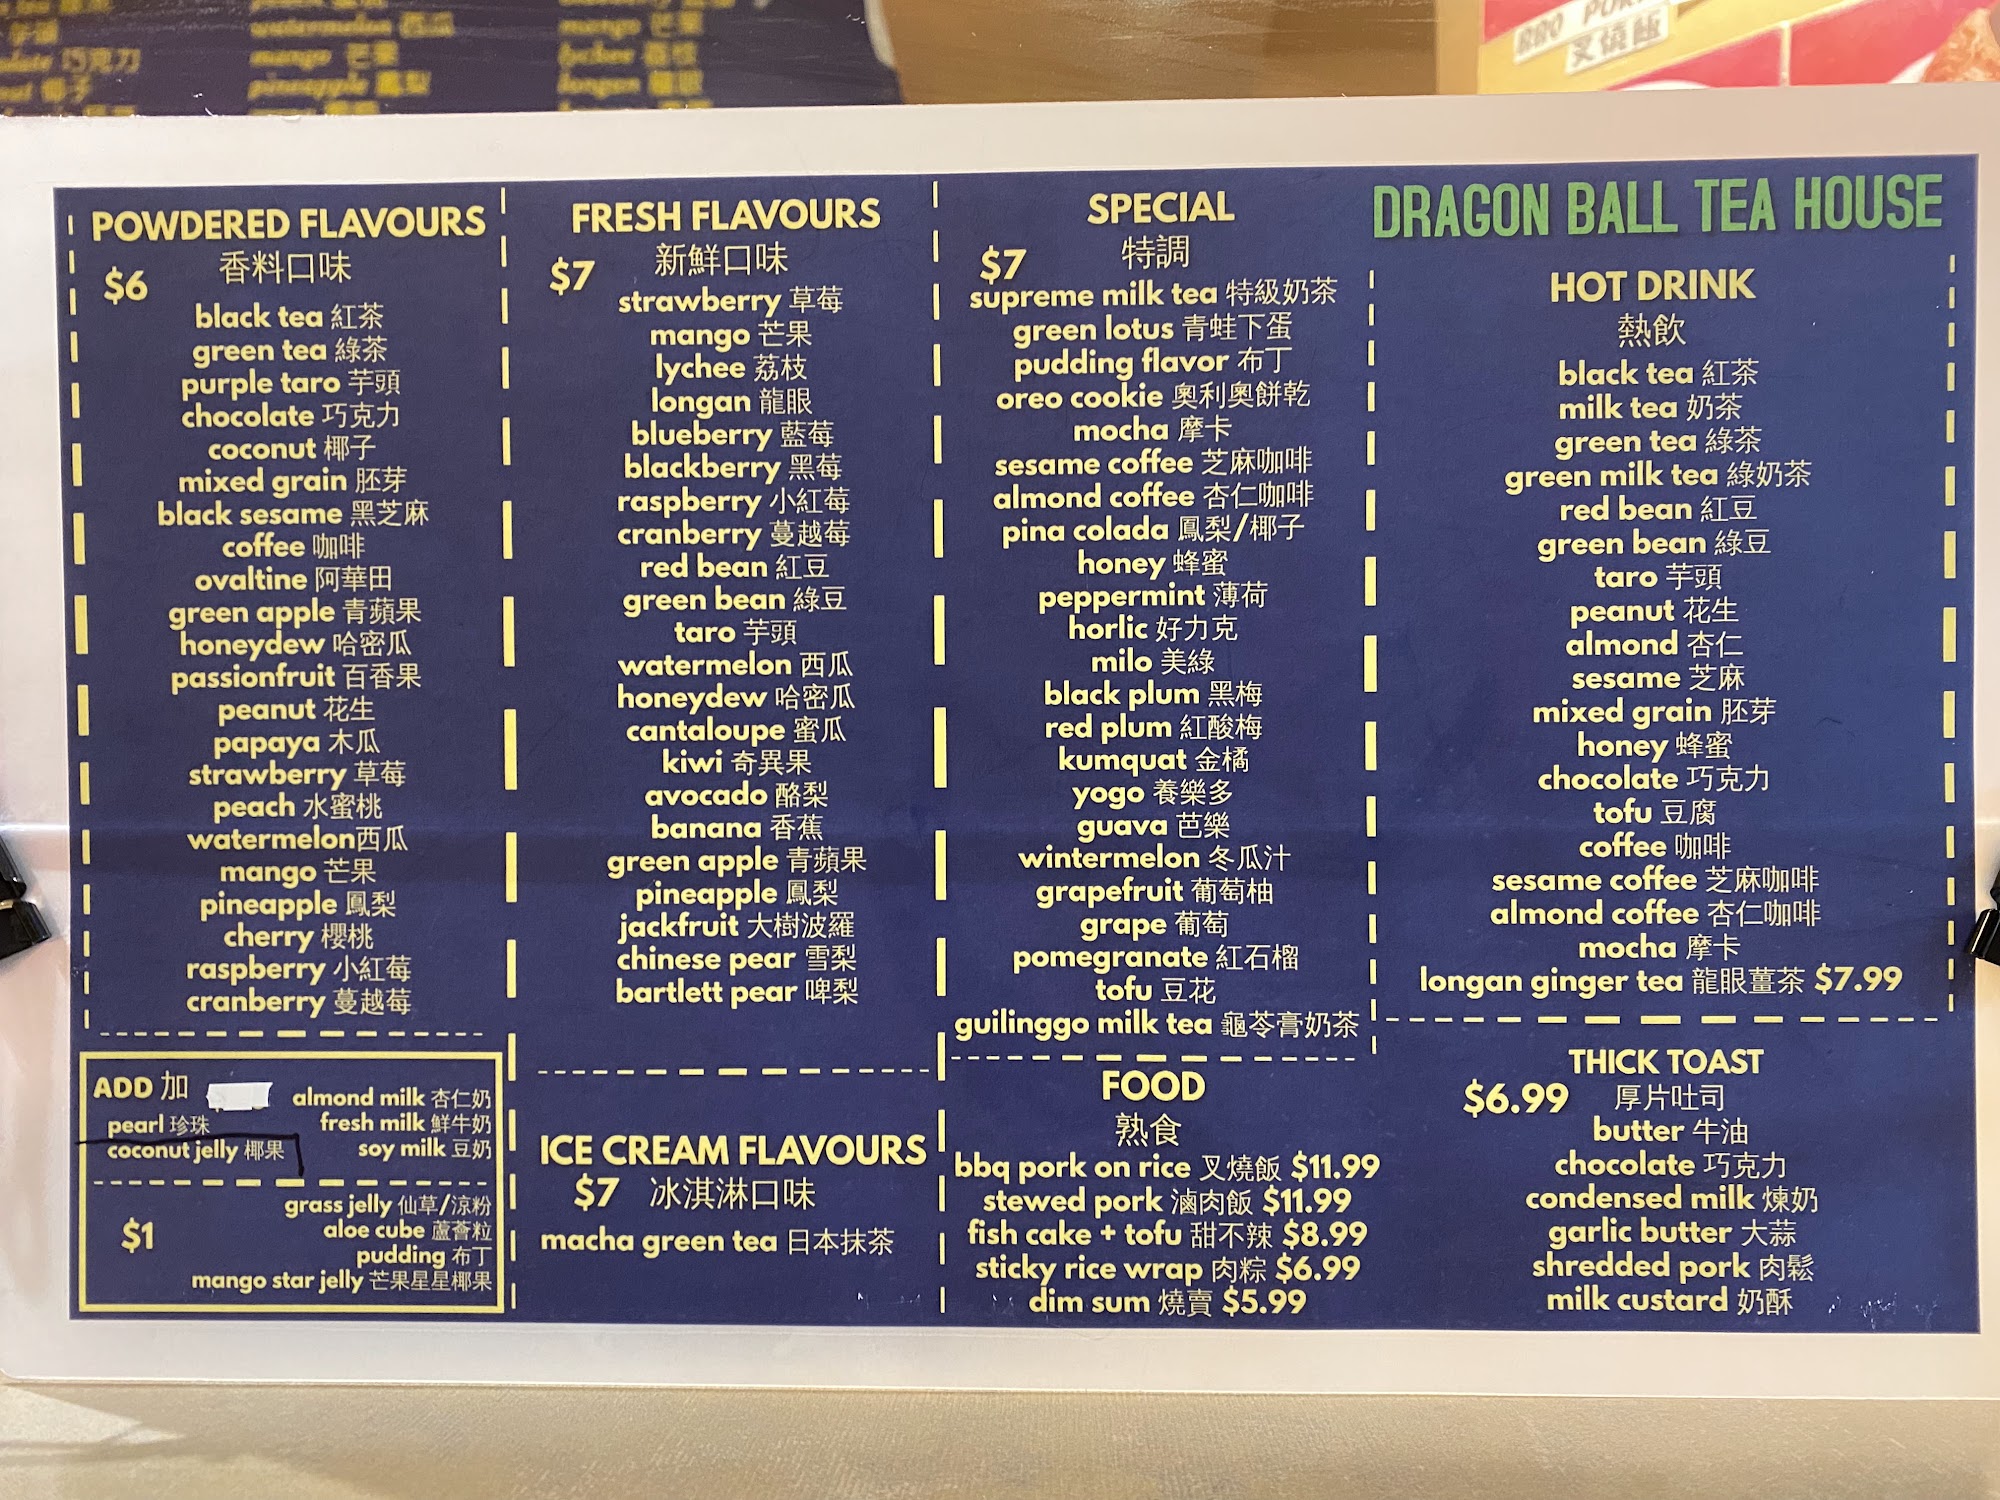 mango 芒果
pineapple 鳳梨
mango 芒果
lychee 荔枝
longan 龍眼
叉燒飯
DRAGON BALL TEA HOUSE
POWDERED FLAVOURS
香料口味
$6
black tea 紅茶
green tea 綠茶
purple taro 芋頭
chocolate 巧克力
coconut 椰子
mixed grain 胚芽
black sesame 黑芝麻
coffee 咖啡
ovaltine 阿華田
green apple 青蘋果
honeydew 哈密瓜
passionfruit 百香果
peanut 花生
papaya 木瓜
strawberry 草莓
peach 水蜜桃
watermelon西瓜
mango 芒果
pineapple 鳳梨
cherry 櫻桃
raspberry 小紅莓
cranberry 蔓越莓
ADD 加
pearl 珍珠
coconut jelly 椰果
almond milk 杏仁奶
fresh milk 鮮牛奶
soy milk 豆奶
$1
grass jelly 仙草/涼粉
aloe cube 蘆薈粒
pudding 布丁
mango star jelly 芒果星星椰果
FRESH FLAVOURS
新鮮口味
$7
strawberry 草莓
mango 芒果
lychee 荔枝
longan 龍眼
blueberry 藍莓
blackberry 黑莓
raspberry 小紅莓
cranberry 蔓越莓
red bean 紅豆
green bean 綠豆
taro 芋頭
watermelon 西瓜
honeydew 哈密瓜
cantaloupe 蜜瓜
kiwi 奇異果
avocado 酪梨
banana 香蕉
green apple 青蘋果
pineapple 鳳梨
jackfruit 大樹波羅
chinese pear 雪梨
bartlett pear 啤梨
ICE CREAM FLAVOURS
$7 冰淇淋口味
macha green tea 日本抹茶
SPECIAL
特調
$7
supreme milk tea 特級奶茶
green lotus 青蛙下蛋
pudding flavor 布丁
oreo cookie 奧利奧餅乾
mocha 摩卡
sesame coffee 芝麻咖啡
almond coffee 杏仁咖啡
pina colada 鳳梨/椰子
honey 蜂蜜
peppermint 薄荷
horlic 好力克
milo 美綠
black plum 黑梅
red plum 紅酸梅
kumquat 金橘
yogo 養樂多
guava 芭樂
wintermelon 冬瓜汁
grapefruit 葡萄柚
grape 葡萄
pomegranate 紅石榴
tofu 豆花
guilinggo milk tea 龜苓膏奶茶
FOOD
熟食
bbq pork on rice 叉燒飯 $11.99
stewed pork 滷肉飯 $11.99
fish cake + tofu 甜不辣 $8.99
sticky rice wrap 肉粽 $6.99
dim sum 燒賣 $5.99
HOT DRINK
熱飲
black tea 紅茶
milk tea 奶茶
green tea 綠茶
green milk tea 綠奶茶
red bean 紅豆
green bean 綠豆
taro 芋頭
peanut 花生
almond 杏仁
sesame 芝麻
mixed grain 胚芽
honey 蜂蜜
chocolate 巧克力
tofu 豆腐
coffee 咖啡
sesame coffee 芝麻咖啡
almond coffee 杏仁咖啡
mocha 摩卡
longan ginger tea 龍眼薑茶 $7.99
THICK TOAST
$6.99 厚片吐司
butter 牛油
chocolate 巧克力
condensed milk 煉奶
garlic butter 大蒜
shredded pork 肉鬆
milk custard 奶酥